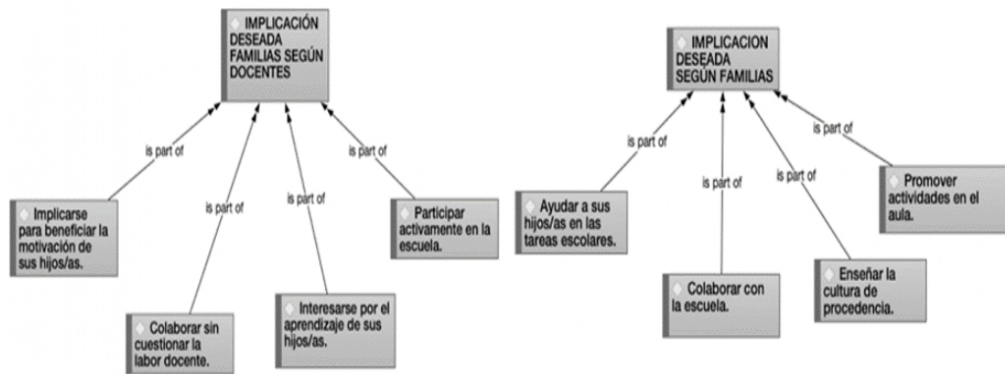 IMPLICACIÓN
DESEADA
FAMILIAS SEGÚN
DOCENTES
is part of
is part of
is part of
is part of
Implicarse
para beneficiar la
motivación de
sus hijos/as.
Colaborar sin
cuestionar la
labor docente.
Interesarse por el
aprendizaje de sus
hijos/as.
Participar
activamente en la
escuela.
IMPLICACION
DESEADA
SEGÚN FAMILIAS
is part of
is part of
is part of
is part of
Ayudar a sus
hijos/as en las
tareas escolares.
Colaborar con
la escuela.
Enseñar la
cultura de
procedencia.
Promover
actividades en el
aula.